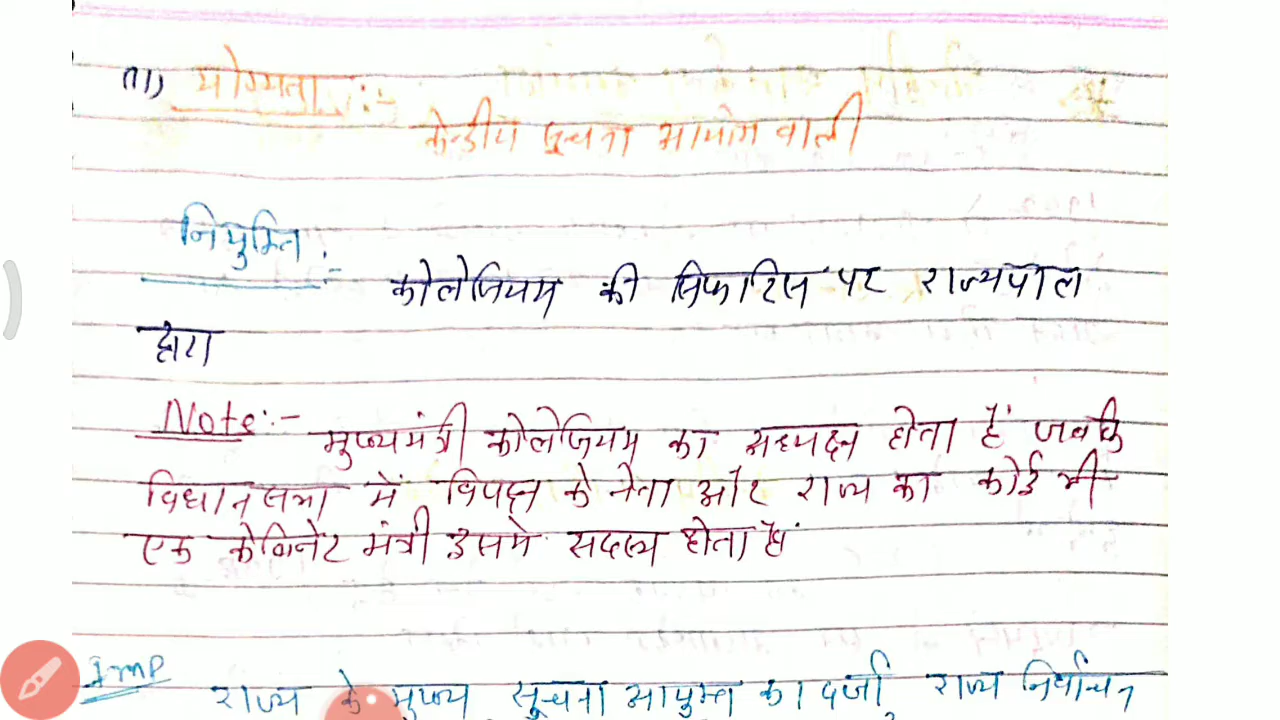 (11) योग्यता :-
केन्द्रीय सूचना आयोग वाली
नियुक्ति :-
कोलेजियम की सिफारिस पर राज्यपाल
द्वारा
Note:-
मुख्यमंत्री कोलेजियम का अध्यक्ष होता हैं जबकि
विधानसभा में विपक्ष के नेता और राज्य का कोई भी
एक केबिनेट मंत्री इसमें सदस्य होता हैं
Imp
राज्य के मुख्य सूचना आयुक्त का दर्जा राज्य निर्वाचन